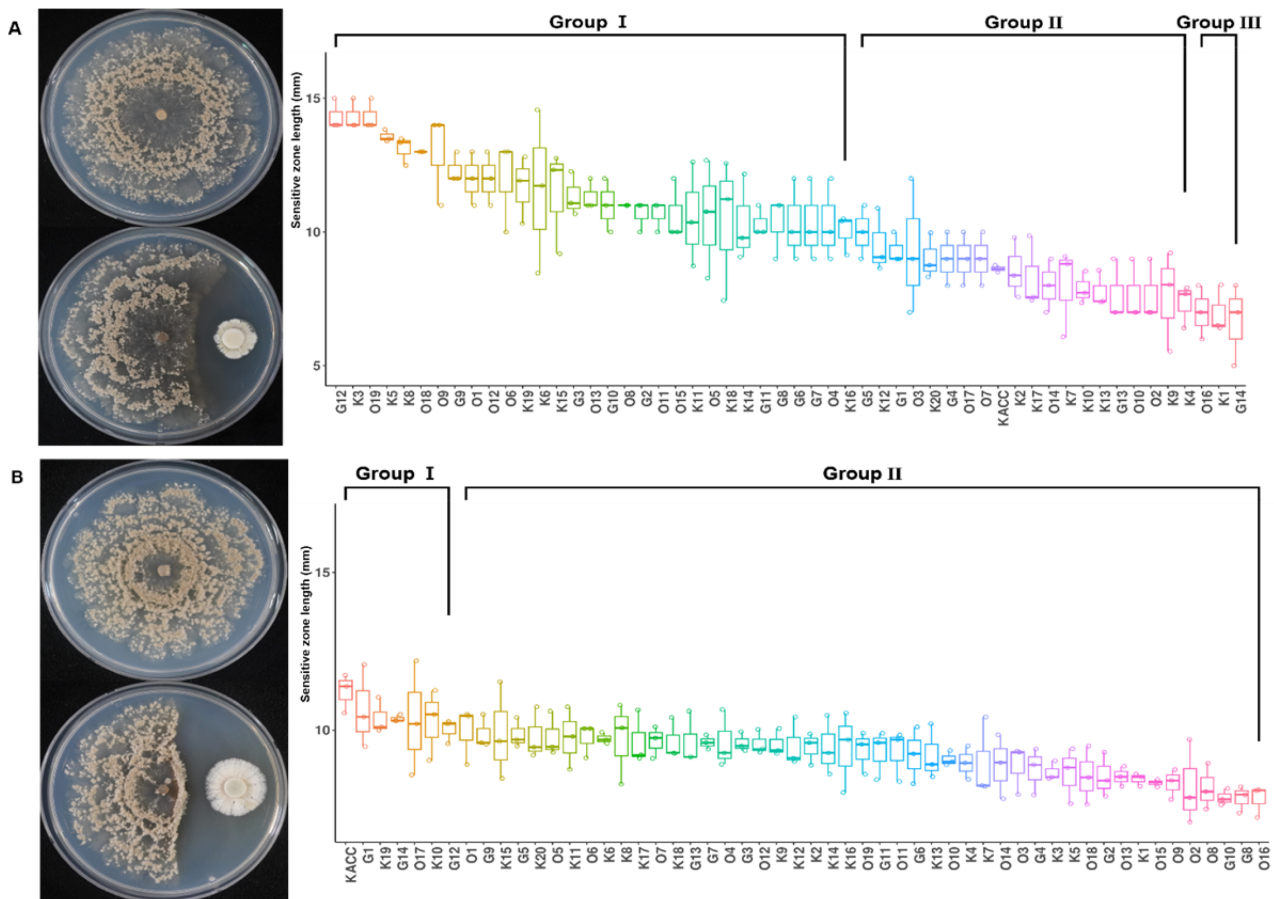 A
Group I
Group II
Group III
Sensitive zone length (mm)
15
10
5
G12 K3 O19 K5 K8 O18 O9 G9 O1 O12 O6 K19 K6 K15 G3 O13 G10 O8 G2 O11 O15 K11 O5 K18 K14 G11 G8 G6 G7 O4 K16 G5 K12 G1 O3 K20 G4 O17 O7 KACC K2 K17 O14 K7 K10 K13 G13 O10 O2 K9 K4 O16 K1 G14
B
Group I
Group II
Sensitive zone length (mm)
15
10
KACC G1 K19 G14 O17 K10 G12 O1 G9 K15 G5 K20 O5 K11 O6 K6 K8 K17 O7 K18 G13 G7 O4 G3 O12 K9 K12 K2 K14 K16 O19 G11 O11 G6 K13 O10 K4 K7 O14 O3 G4 K3 K5 O18 G2 O13 K1 O15 O9 O2 O8 G10 G8 O16